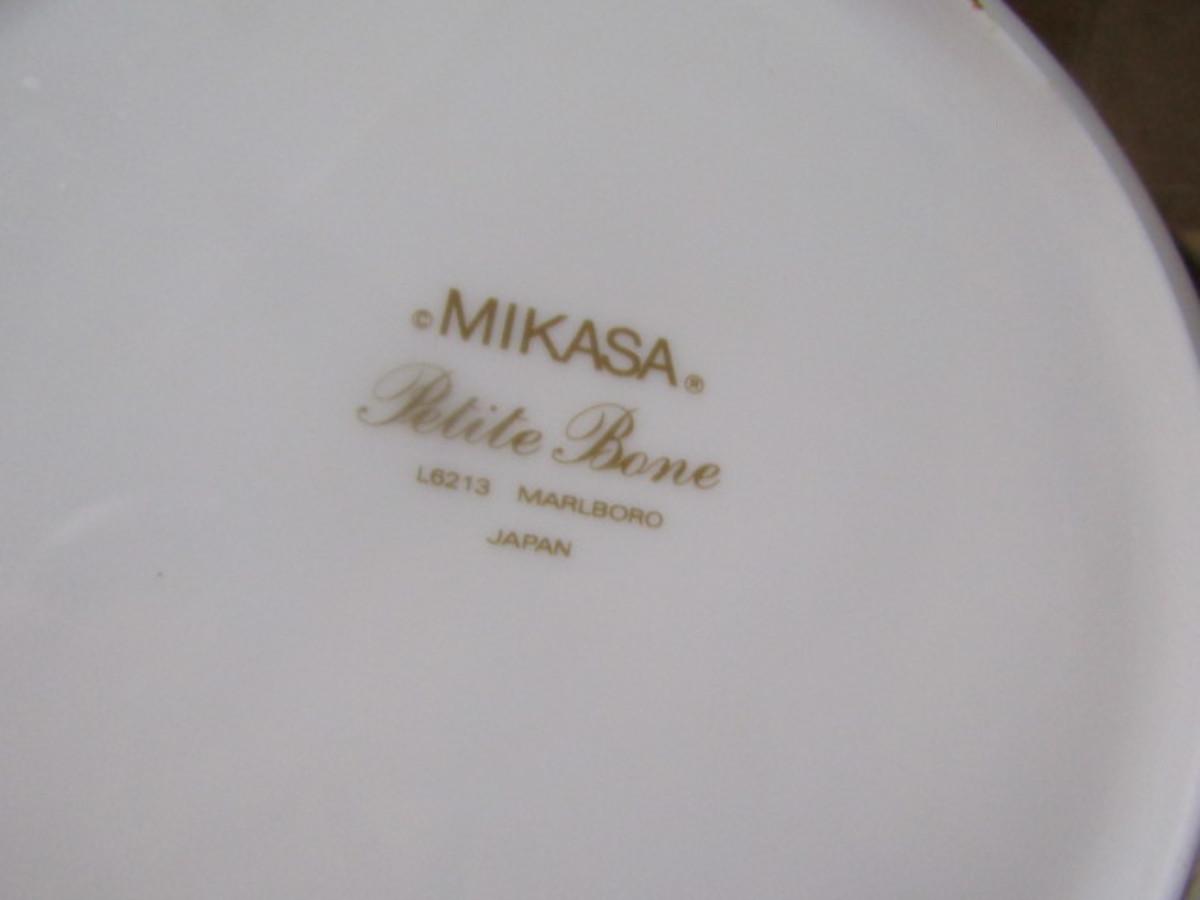 ©MIKASA®
Petite Bone
L6213 MARLBORO
JAPAN